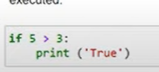 executed.
if 5 > 3:
    print ('True')